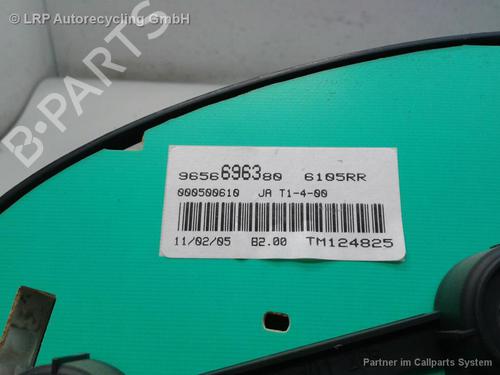 © LRP Autorecycling GmbH
B-PARTS
9656696380 6105RR
000500610 JA T1-4-00
11/02/05 B2.00 TM124825
Partner im Callparts System